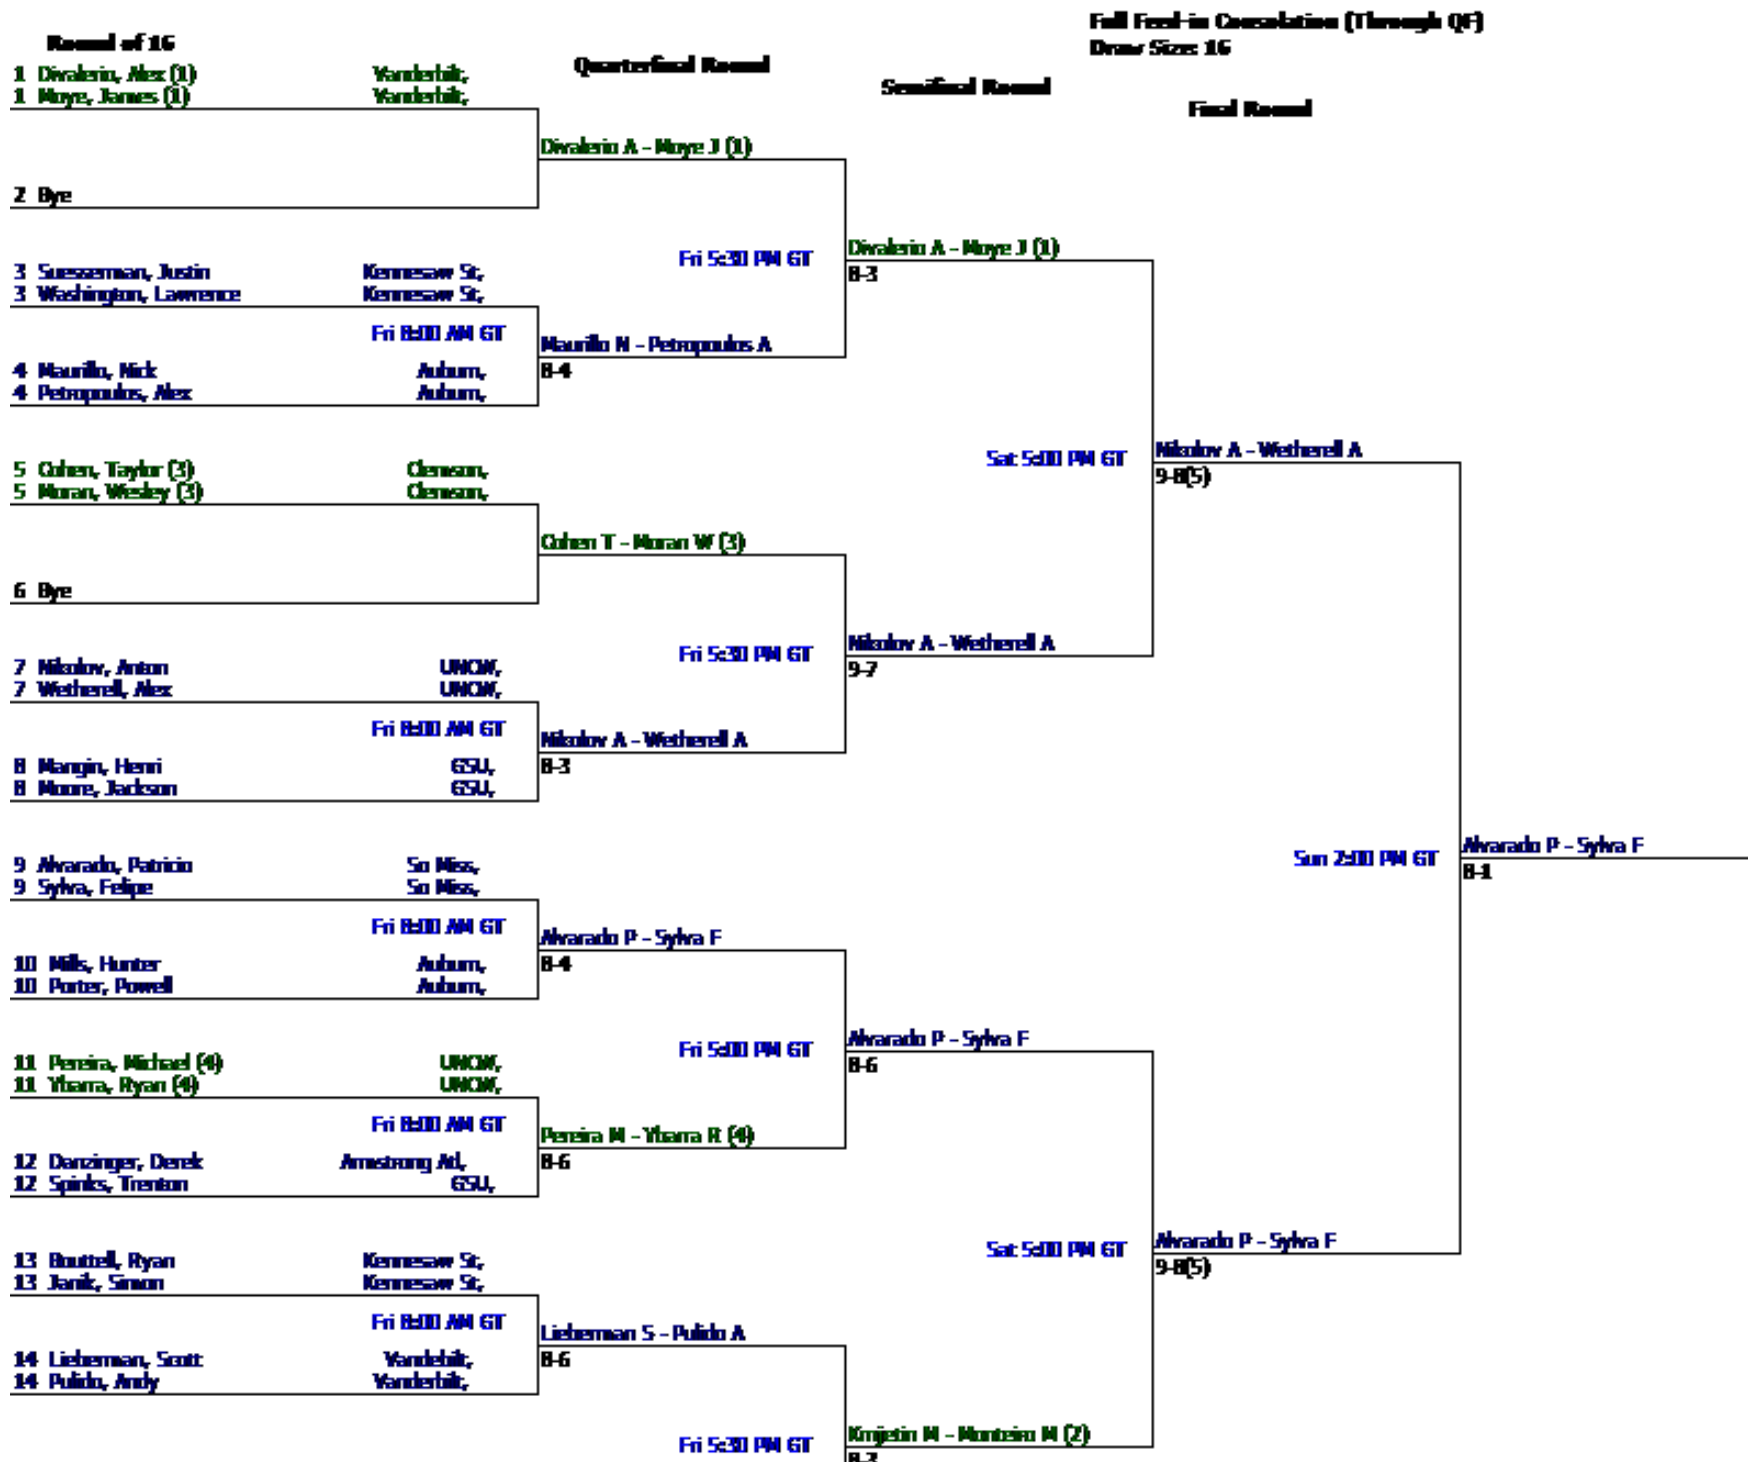 Full Feed-in Consolation (Through QF)
Draw Size: 16
Round of 16
Quarterfinal Round
Semifinal Round
Final Round
1 Divalerio, Alex (1) Vanderbilt,
1 Moye, James (1) Vanderbilt,
Divalerio A - Moye J (1)
2 Bye
Fri 5:30 PM GT
Divalerio A - Moye J (1)
8-3
3 Suesserman, Justin Kennesaw St,
3 Washington, Lawrence Kennesaw St,
Fri 8:00 AM GT
Maurillo N - Petropoulos A
8-4
4 Maurillo, Nick Auburn,
4 Petropoulos, Alex Auburn,
Sat 5:00 PM GT
Nikolov A - Wetherell A
9-8(5)
5 Cohen, Taylor (3) Clemson,
5 Moran, Wesley (3) Clemson,
Cohen T - Moran W (3)
6 Bye
Fri 5:30 PM GT
Nikolov A - Wetherell A
9-7
7 Nikolov, Anton UNCW,
7 Wetherell, Alex UNCW,
Fri 8:00 AM GT
Nikolov A - Wetherell A
8-3
8 Mangin, Henri GSU,
8 Moore, Jackson GSU,
Sun 2:00 PM GT
Alvarado P - Sylva F
8-1
9 Alvarado, Patricio So Miss,
9 Sylva, Felipe So Miss,
Fri 8:00 AM GT
Alvarado P - Sylva F
8-4
10 Mills, Hunter Auburn,
10 Porter, Powell Auburn,
Fri 5:00 PM GT
Alvarado P - Sylva F
8-6
11 Pereira, Michael (4) UNCW,
11 Ybarra, Ryan (4) UNCW,
Fri 8:00 AM GT
Pereira M - Ybarra R (4)
8-6
12 Danzinger, Derek Armstrong Atl,
12 Spinks, Trenton GSU,
Sat 5:00 PM GT
Alvarado P - Sylva F
9-8(5)
13 Bouttell, Ryan Kennesaw St,
13 Janik, Simon Kennesaw St,
Fri 8:00 AM GT
Lieberman S - Pulido A
8-6
14 Lieberman, Scott Vandebilt,
14 Pulido, Andy Vanderbilt,
Fri 5:30 PM GT
Krnjetin M - Monteiro M (2)